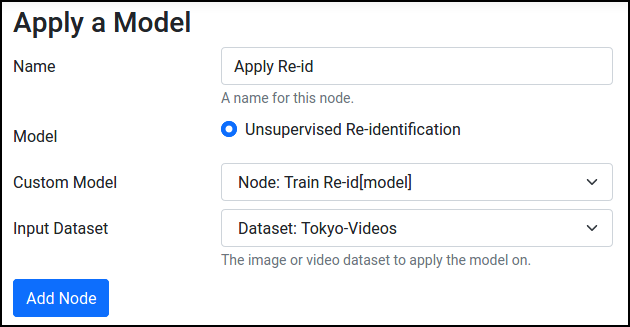 Apply a Model
Name
Apply Re-id
A name for this node.
Model
Unsupervised Re-identification
Custom Model
Node: Train Re-id[model]
Input Dataset
Dataset: Tokyo-Videos
The image or video dataset to apply the model on.
Add Node